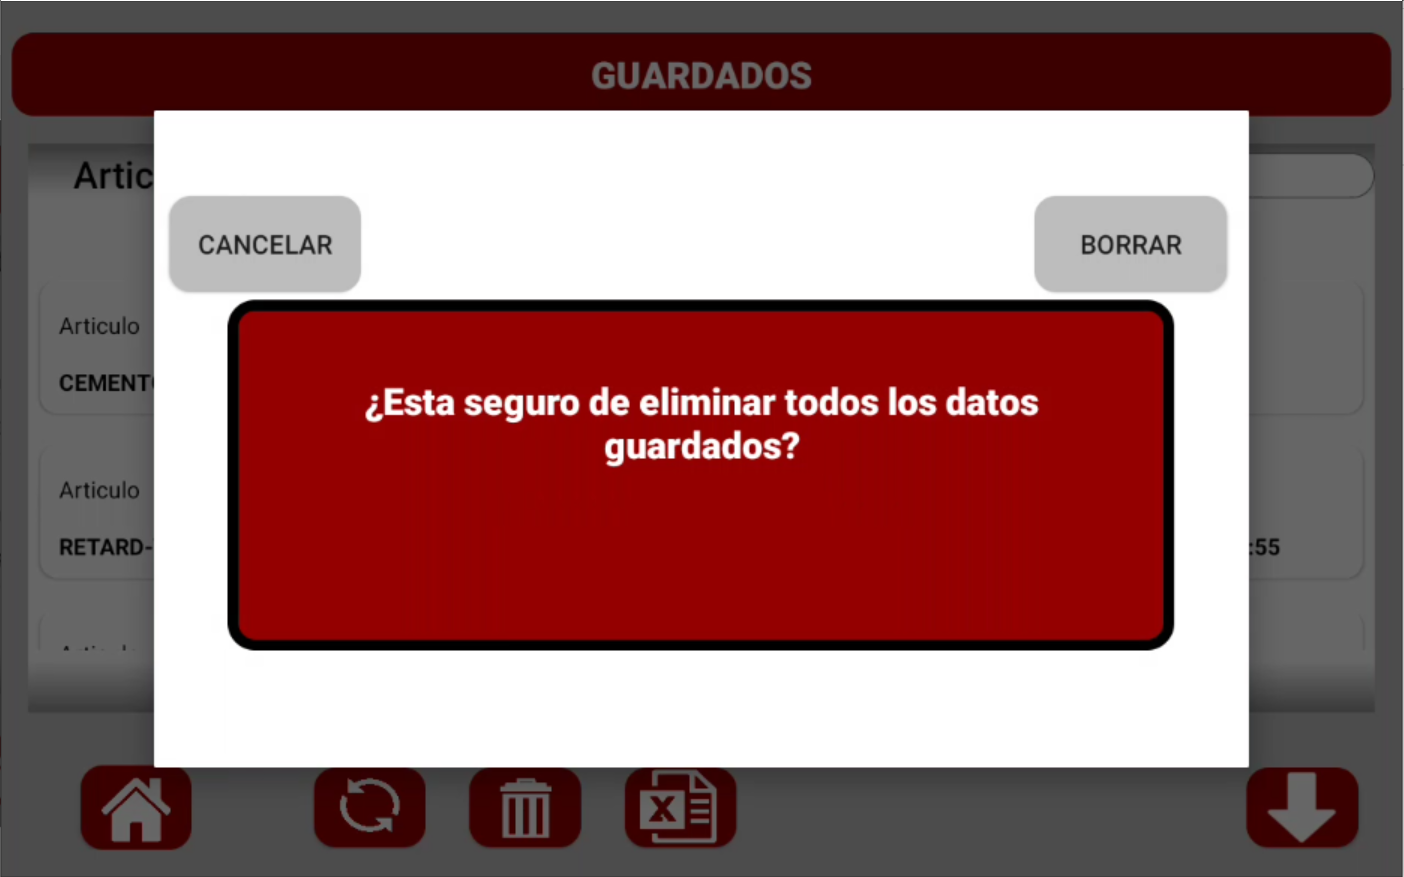 GUARDADOS
Artic
CANCELAR
BORRAR
Articulo
CEMENT
¿Esta seguro de eliminar todos los datos
guardados?
Articulo
RETARD-
:55
X